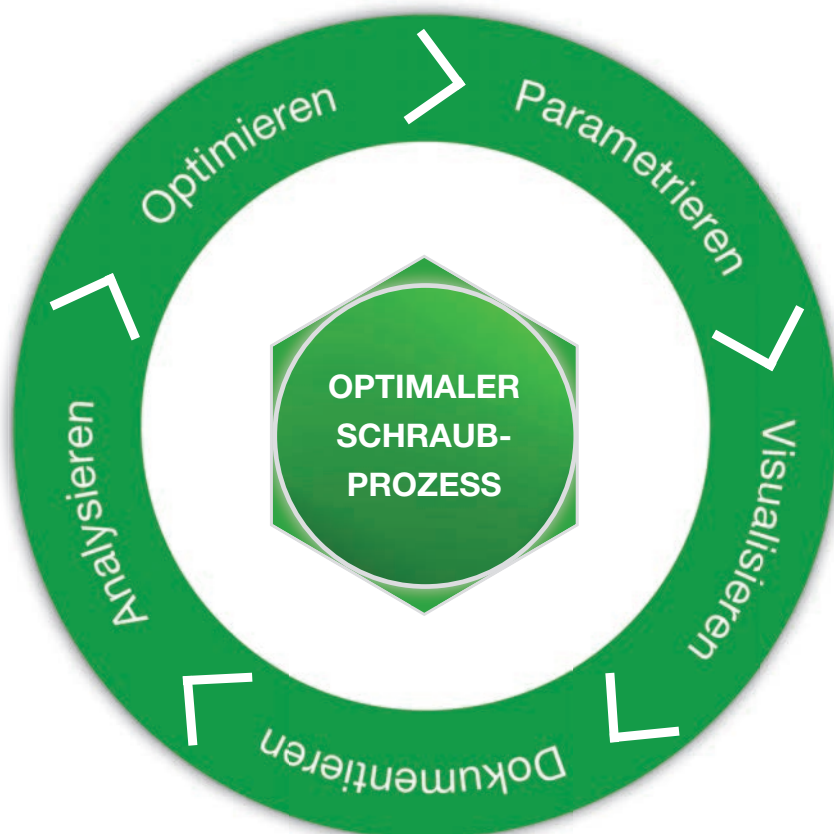 Parametrieren
Visualisieren
Dokumentieren
Analysieren
Optimieren
OPTIMALER
SCHRAUB-
PROZESS